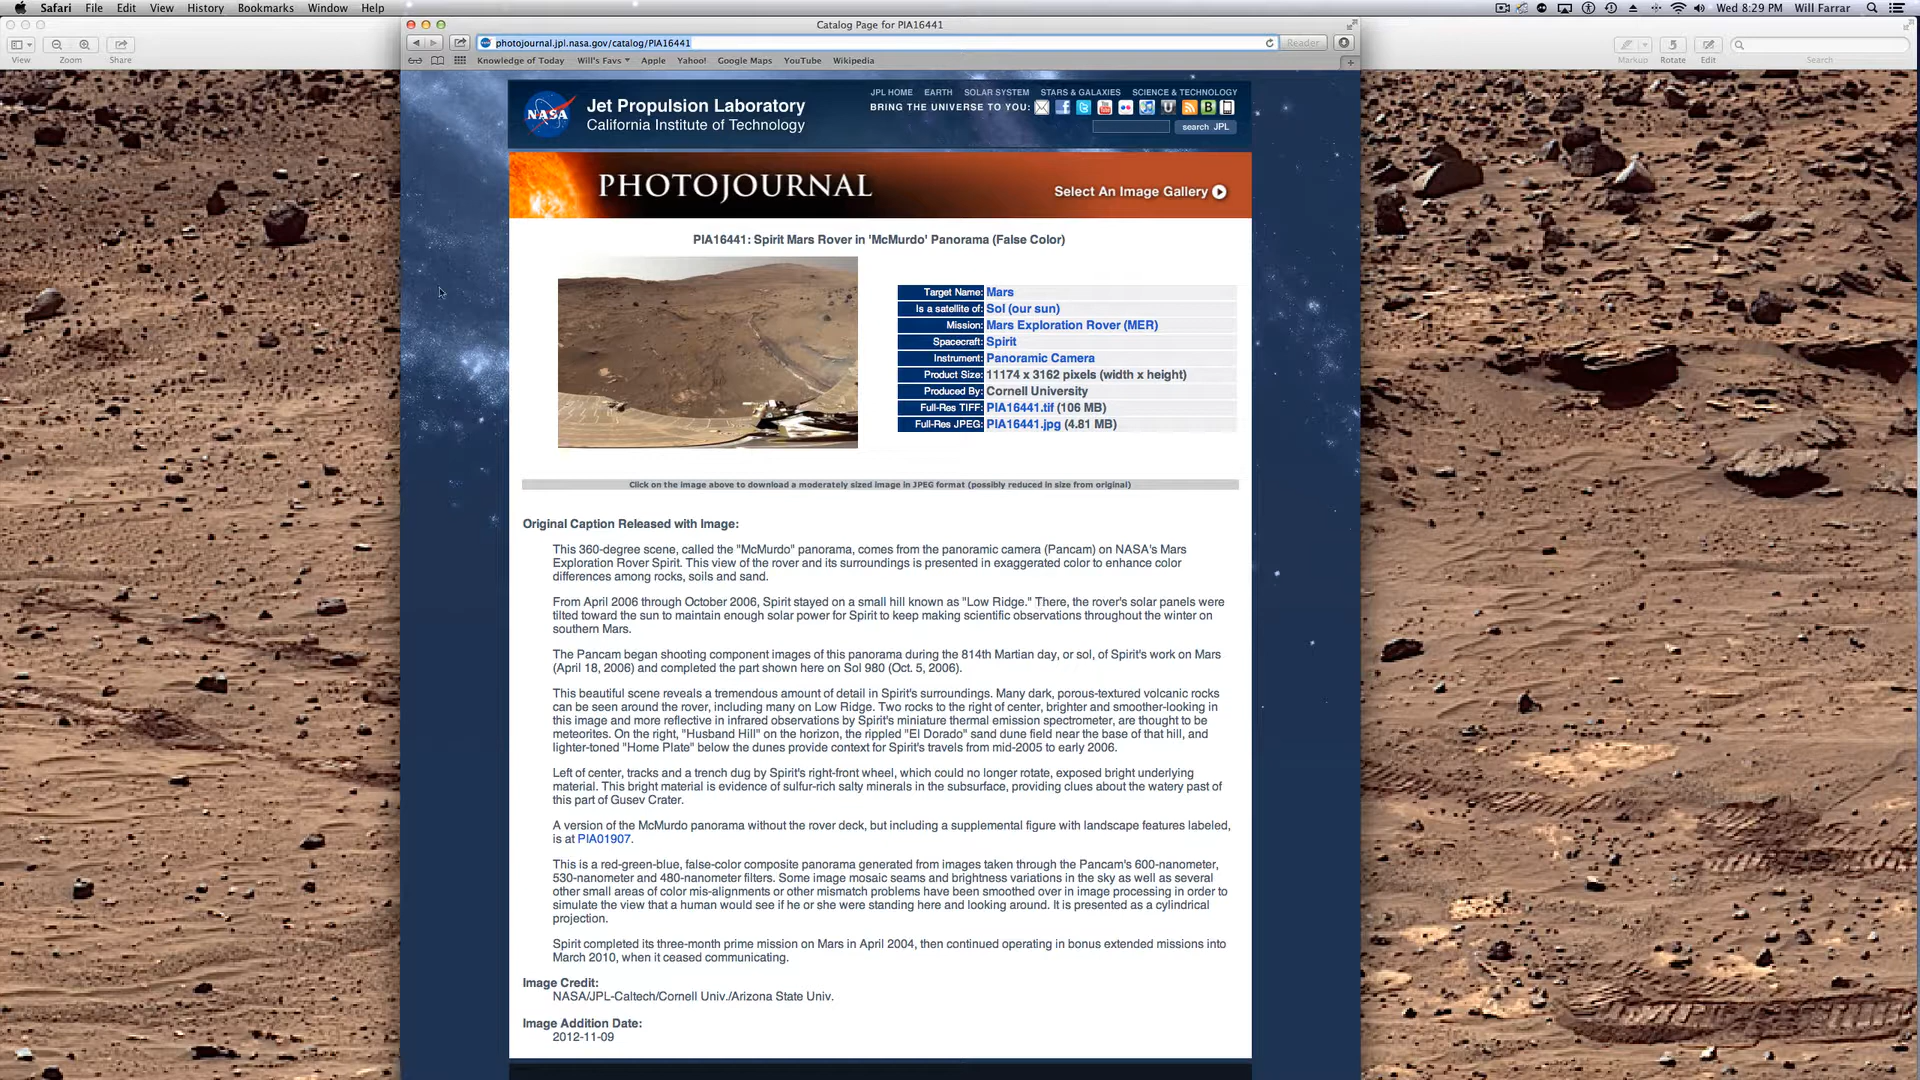 Safari File Edit View History Bookmarks Window Help
Wed 8:29 PM Will Farrar
Catalog Page for PIA16441
photojournal.jpl.nasa.gov/catalog/PIA16441
Reader
View Zoom Share
Markup Rotate Edit Search
Knowledge of Today Will's Favs Apple Yahoo! Google Maps YouTube Wikipedia
NASA
Jet Propulsion Laboratory
California Institute of Technology
JPL HOME EARTH SOLAR SYSTEM STARS & GALAXIES SCIENCE & TECHNOLOGY
BRING THE UNIVERSE TO YOU:
search JPL
PHOTOJOURNAL
Select An Image Gallery
PIA16441: Spirit Mars Rover in 'McMurdo' Panorama (False Color)
Target Name: Mars
Is a satellite of: Sol (our sun)
Mission: Mars Exploration Rover (MER)
Spacecraft: Spirit
Instrument: Panoramic Camera
Product Size: 11174 x 3162 pixels (width x height)
Produced By: Cornell University
Full-Res TIFF: PIA16441.tif (106 MB)
Full-Res JPEG: PIA16441.jpg (4.81 MB)
Click on the image above to download a moderately sized image in JPEG format (possibly reduced in size from original)
Original Caption Released with Image:
This 360-degree scene, called the "McMurdo" panorama, comes from the panoramic camera (Pancam) on NASA's Mars
Exploration Rover Spirit. This view of the rover and its surroundings is presented in exaggerated color to enhance color
differences among rocks, soils and sand.
From April 2006 through October 2006, Spirit stayed on a small hill known as "Low Ridge." There, the rover's solar panels were
tilted toward the sun to maintain enough solar power for Spirit to keep making scientific observations throughout the winter on
southern Mars.
The Pancam began shooting component images of this panorama during the 814th Martian day, or sol, of Spirit's work on Mars
(April 18, 2006) and completed the part shown here on Sol 980 (Oct. 5, 2006).
This beautiful scene reveals a tremendous amount of detail in Spirit's surroundings. Many dark, porous-textured volcanic rocks
can be seen around the rover, including many on Low Ridge. Two rocks to the right of center, brighter and smoother-looking in
this image and more reflective in infrared observations by Spirit's miniature thermal emission spectrometer, are thought to be
meteorites. On the right, "Husband Hill" on the horizon, the rippled "El Dorado" sand dune field near the base of that hill, and
lighter-toned "Home Plate" below the dunes provide context for Spirit's travels from mid-2005 to early 2006.
Left of center, tracks and a trench dug by Spirit's right-front wheel, which could no longer rotate, exposed bright underlying
material. This bright material is evidence of sulfur-rich salty minerals in the subsurface, providing clues about the watery past of
this part of Gusev Crater.
A version of the McMurdo panorama without the rover deck, but including a supplemental figure with landscape features labeled,
is at PIA01907.
This is a red-green-blue, false-color composite panorama generated from images taken through the Pancam's 600-nanometer,
530-nanometer and 480-nanometer filters. Some image mosaic seams and brightness variations in the sky as well as several
other small areas of color mis-alignments or other mismatch problems have been smoothed over in image processing in order to
simulate the view that a human would see if he or she were standing here and looking around. It is presented as a cylindrical
projection.
Spirit completed its three-month prime mission on Mars in April 2004, then continued operating in bonus extended missions into
March 2010, when it ceased communicating.
Image Credit:
NASA/JPL-Caltech/Cornell Univ./Arizona State Univ.
Image Addition Date:
2012-11-09